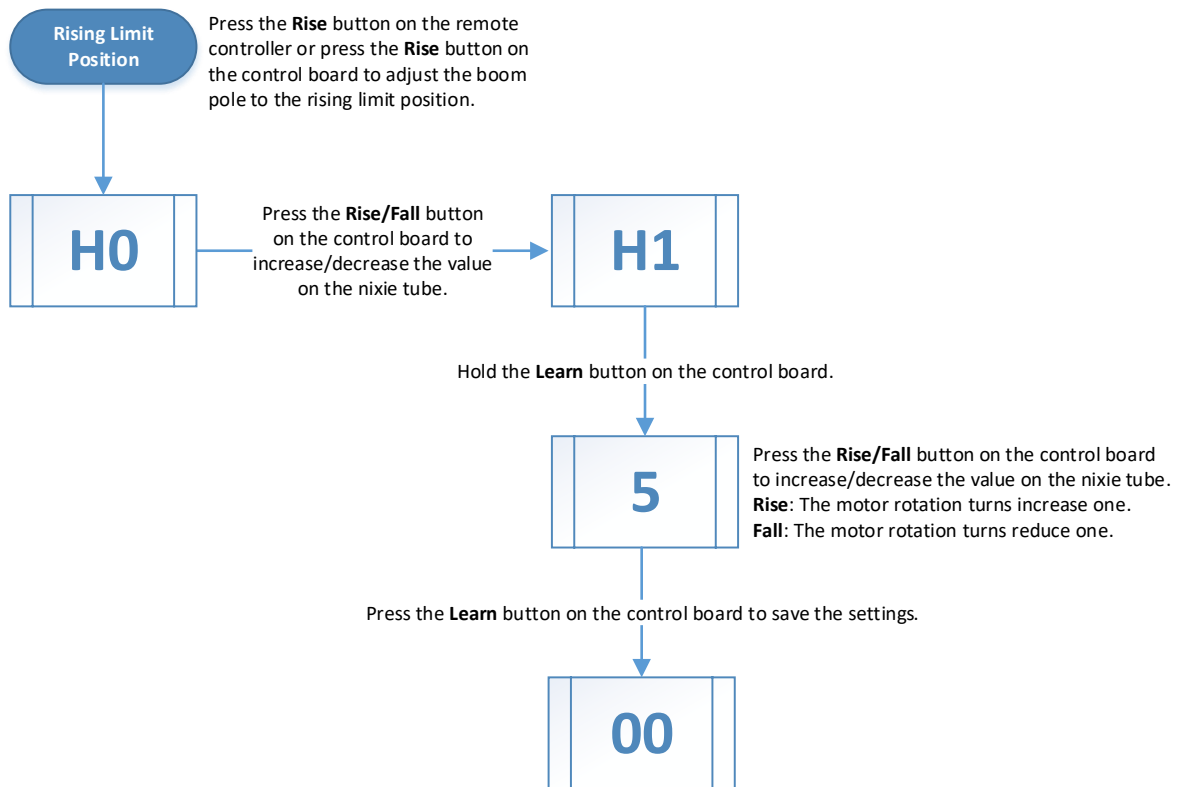 Rising Limit
Position
Press the Rise button on the remote
controller or press the Rise button on
the control board to adjust the boom
pole to the rising limit position.
H0
Press the Rise/Fall button
on the control board to
increase/decrease the value
on the nixie tube.
H1
Hold the Learn button on the control board.
5
Press the Rise/Fall button on the control board
to increase/decrease the value on the nixie tube.
Rise: The motor rotation turns increase one.
Fall: The motor rotation turns reduce one.
Press the Learn button on the control board to save the settings.
00